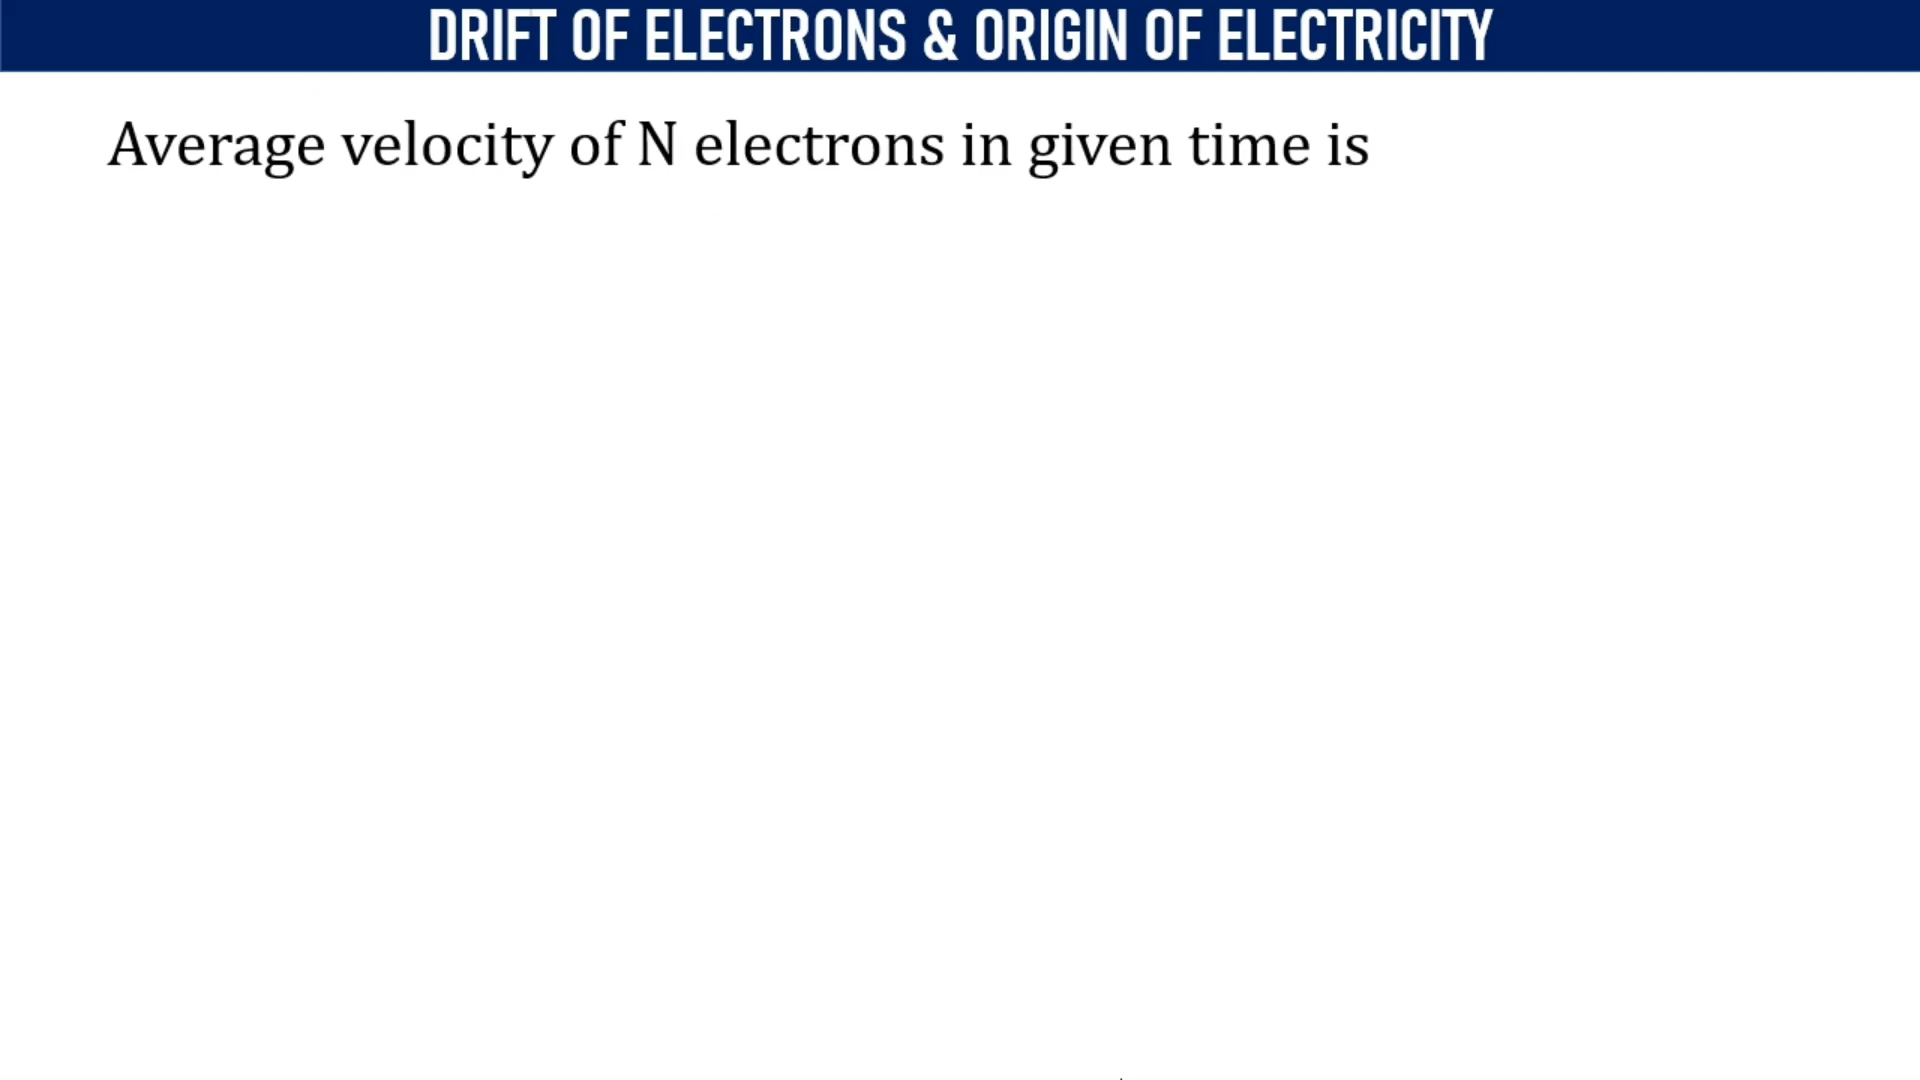 DRIFT OF ELECTRONS & ORIGIN OF ELECTRICITY
Average velocity of N electrons in given time is